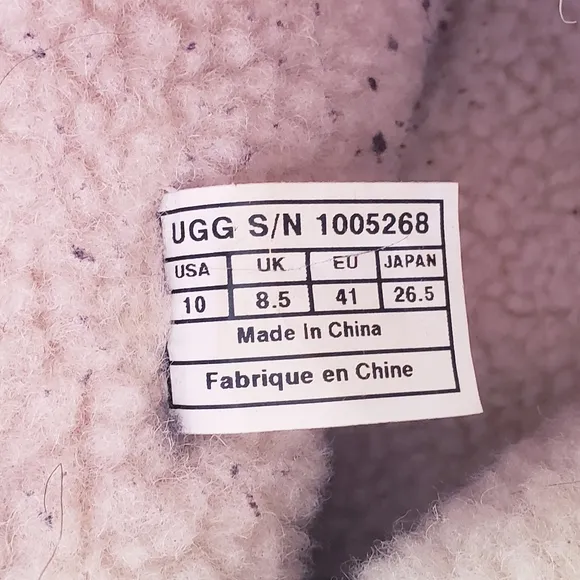 UGG S/N 1005268
USA UK EU JAPAN
10 8.5 41 26.5
Made In China
Fabrique en Chine